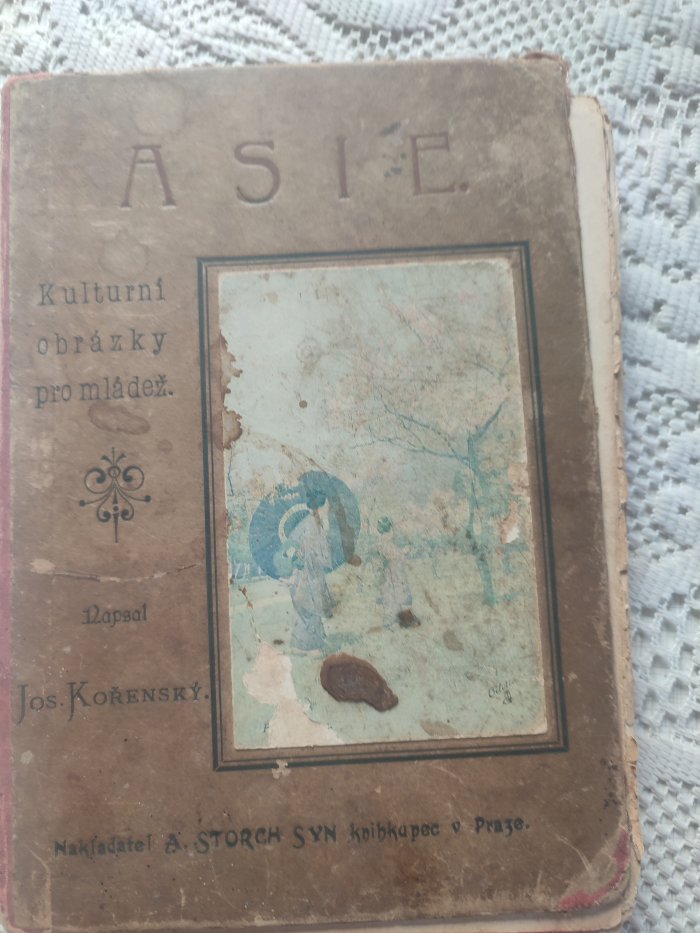 ASIE.
Kulturní
obrázky
pro mládež.
Napsal
JOS. KOŘENSKÝ.
Nakladatel A. STORCH SYN knihkupec v Praze.